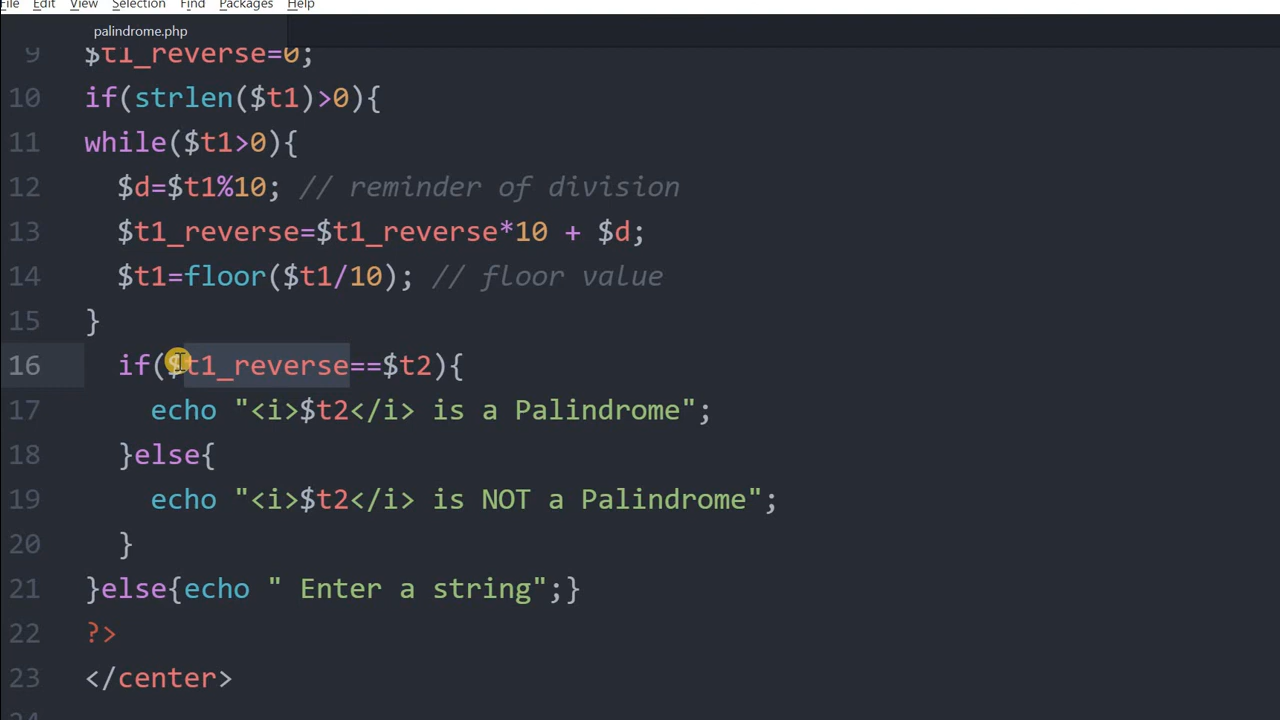 File Edit View Selection Find Packages Help
palindrome.php
9 $t1_reverse=0;
10 if(strlen($t1)>0){
11 while($t1>0){
12 $d=$t1%10; // reminder of division
13 $t1_reverse=$t1_reverse*10 + $d;
14 $t1=floor($t1/10); // floor value
15 }
16 if($t1_reverse==$t2){
17 echo "<i>$t2</i> is a Palindrome";
18 }else{
19 echo "<i>$t2</i> is NOT a Palindrome";
20 }
21 }else{echo " Enter a string";}
22 ?>
23 </center>
24